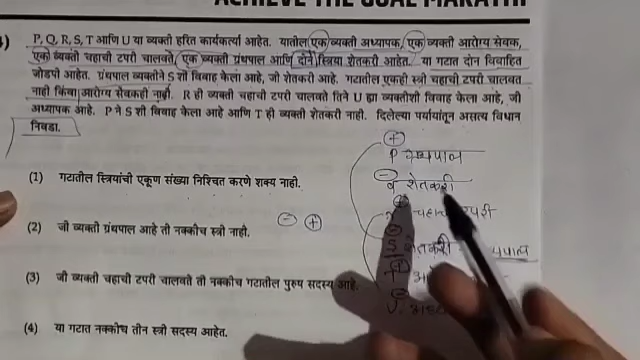 ACHIEVE THE GOAL MARATHI
P, Q, R, S, T आणि U या व्यक्ती हरित कार्यकर्त्या आहेत. यातील एक व्यक्ती अध्यापक, एक व्यक्ती आरोग्य सेवक,
एक व्यक्ती चहाची टपरी चालवते, एक व्यक्ती ग्रंथपाल आणि दोन स्त्रिया शेतकरी आहेत. या गटात दोन विवाहित
जोडपी आहेत. ग्रंथपाल व्यक्तीने S शी विवाह केला आहे, जो शेतकरी आहे. गटातील एकही स्त्री चहाची टपरी चालवत
नाही किंवा आरोग्य सेवकही नाही. R ही व्यक्ती चहाची टपरी चालवते तिने U ह्या व्यक्तीशी विवाह केला आहे, जी
अध्यापक आहे. P ने S शी विवाह केला आहे आणि T ही व्यक्ती शेतकरी नाही. दिलेल्या पर्यायांतून असत्य विधान
निवडा.
P ग्रंथपाल
(1) गटातील स्त्रियांची एकूण संख्या निश्चित करणे शक्य नाही.
शेतकरी
(2) जी व्यक्ती ग्रंथपाल आहे ती नक्कीच स्त्री नाही.
(3) जी व्यक्ती चहाची टपरी चालवते ती नक्कीच गटातील पुरुष सदस्य आहे.
(4) या गटात नक्कीच तीन स्त्री सदस्य आहेत.